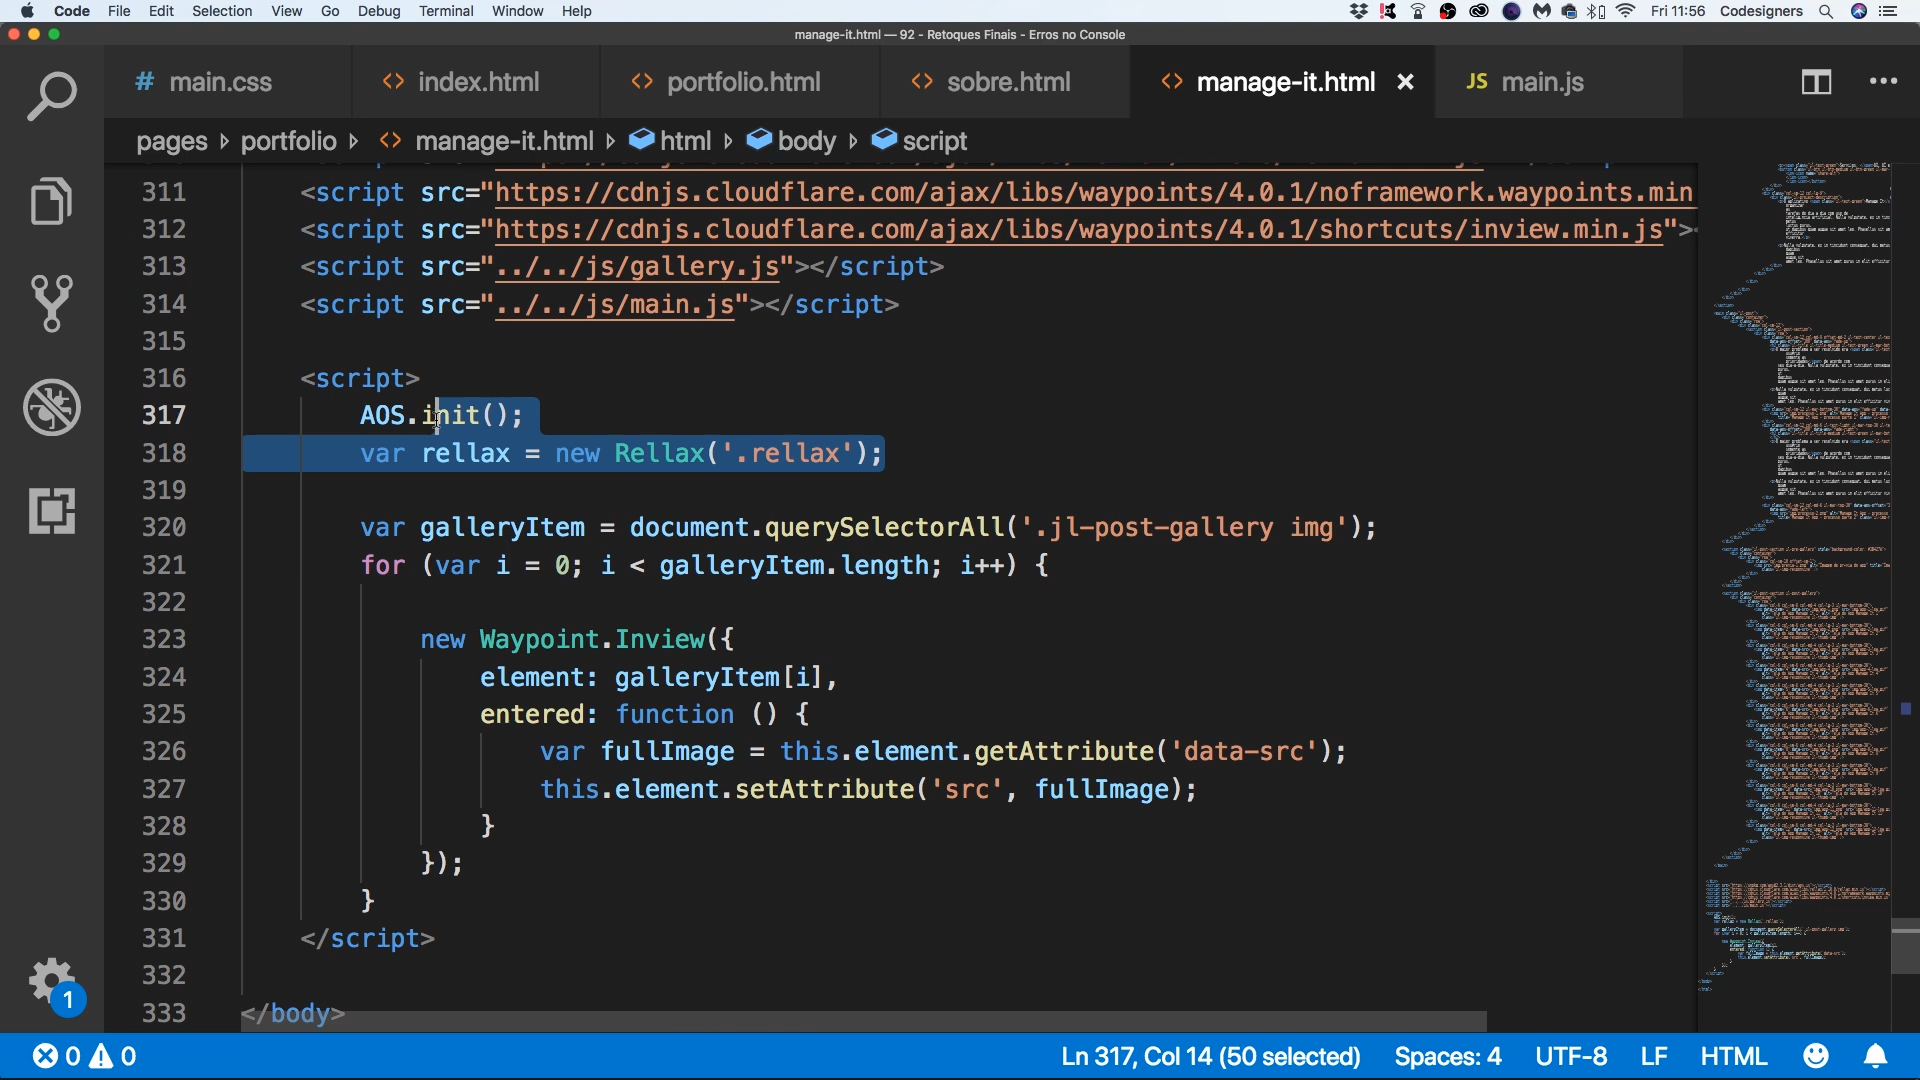 Code File Edit Selection View Go Debug Terminal Window Help Fri 11:56 Codesigners
manage-it.html — 92 - Retoques Finais - Erros no Console
# main.css <> index.html <> portfolio.html <> sobre.html <> manage-it.html × JS main.js
pages portfolio <> manage-it.html html body script
311 <script src="https://cdnjs.cloudflare.com/ajax/libs/waypoints/4.0.1/noframework.waypoints.min
312 <script src="https://cdnjs.cloudflare.com/ajax/libs/waypoints/4.0.1/shortcuts/inview.min.js"><
313 <script src="../../js/gallery.js"></script>
314 <script src="../../js/main.js"></script>
315
316 <script>
317 AOS.init();
318 var rellax = new Rellax('.rellax');
319
320 var galleryItem = document.querySelectorAll('.jl-post-gallery img');
321 for (var i = 0; i < galleryItem.length; i++) {
322
323 new Waypoint.Inview({
324 element: galleryItem[i],
325 entered: function () {
326 var fullImage = this.element.getAttribute('data-src');
327 this.element.setAttribute('src', fullImage);
328 }
329 });
330 }
331 </script>
332
333 </body>
1
0 0 Ln 317, Col 14 (50 selected) Spaces: 4 UTF-8 LF HTML